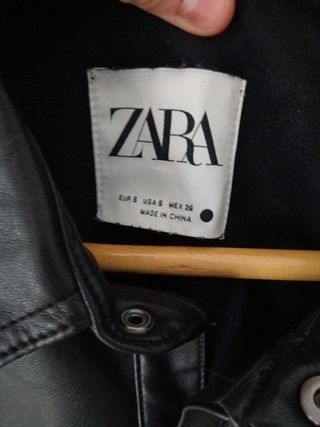 ZARA
EUR S USA S MEX 26
MADE IN CHINA